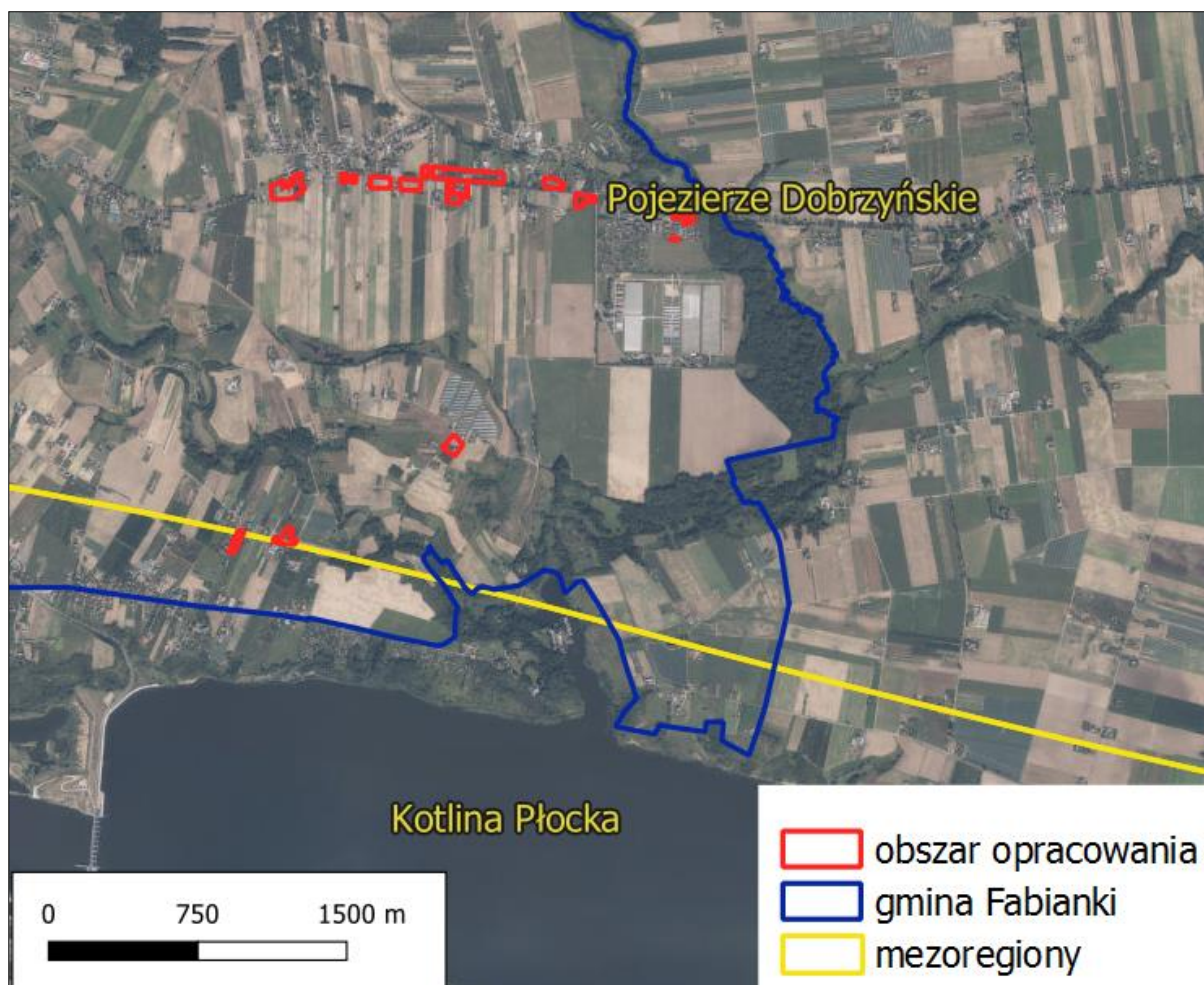 Pojezierze Dobrzyńskie
Kotlina Płocka
obszar opracowania
gmina Fabianki
mezoregiony
0 750 1500 m